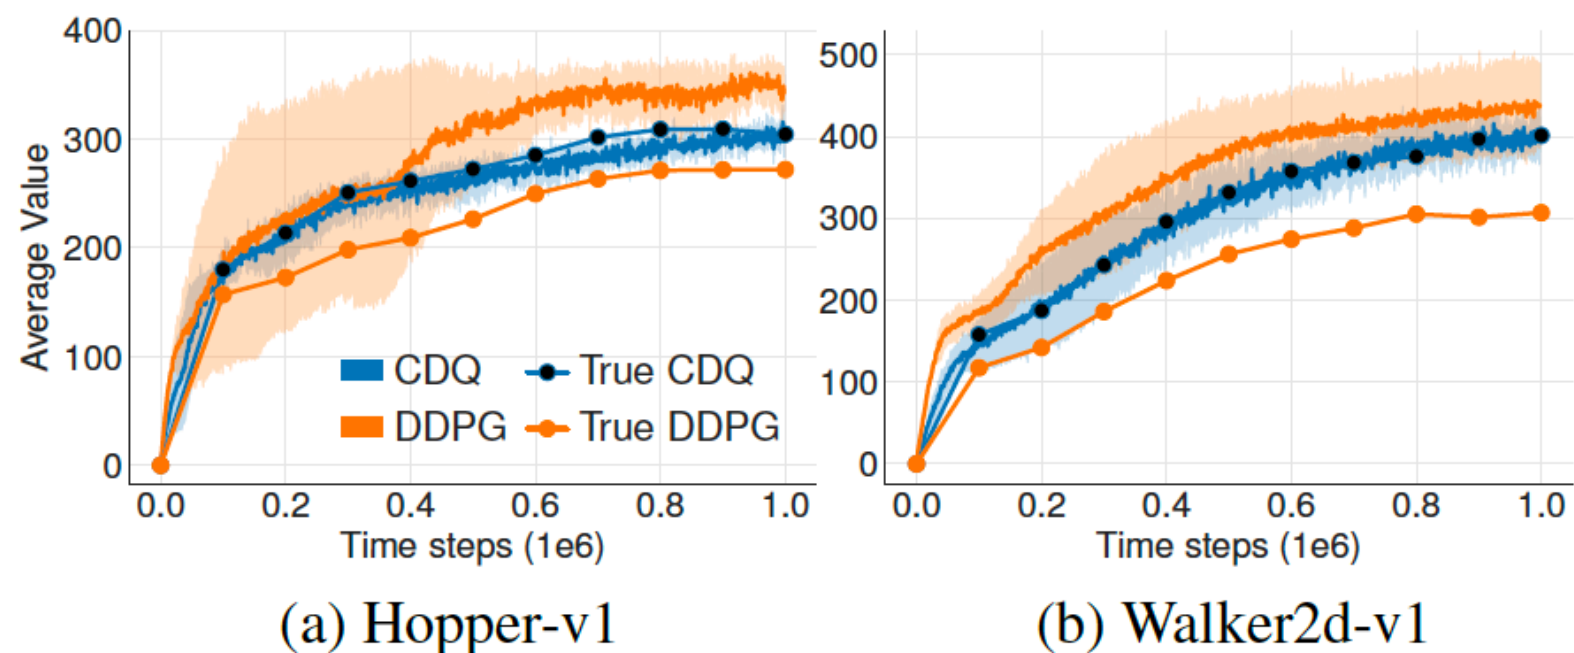 400
300
200
100
0
Average Value
CDQ
True CDQ
DDPG
True DDPG
0.0 0.2 0.4 0.6 0.8 1.0
Time steps (1e6)
(a) Hopper-v1
500
400
300
200
100
0
0.0 0.2 0.4 0.6 0.8 1.0
Time steps (1e6)
(b) Walker2d-v1